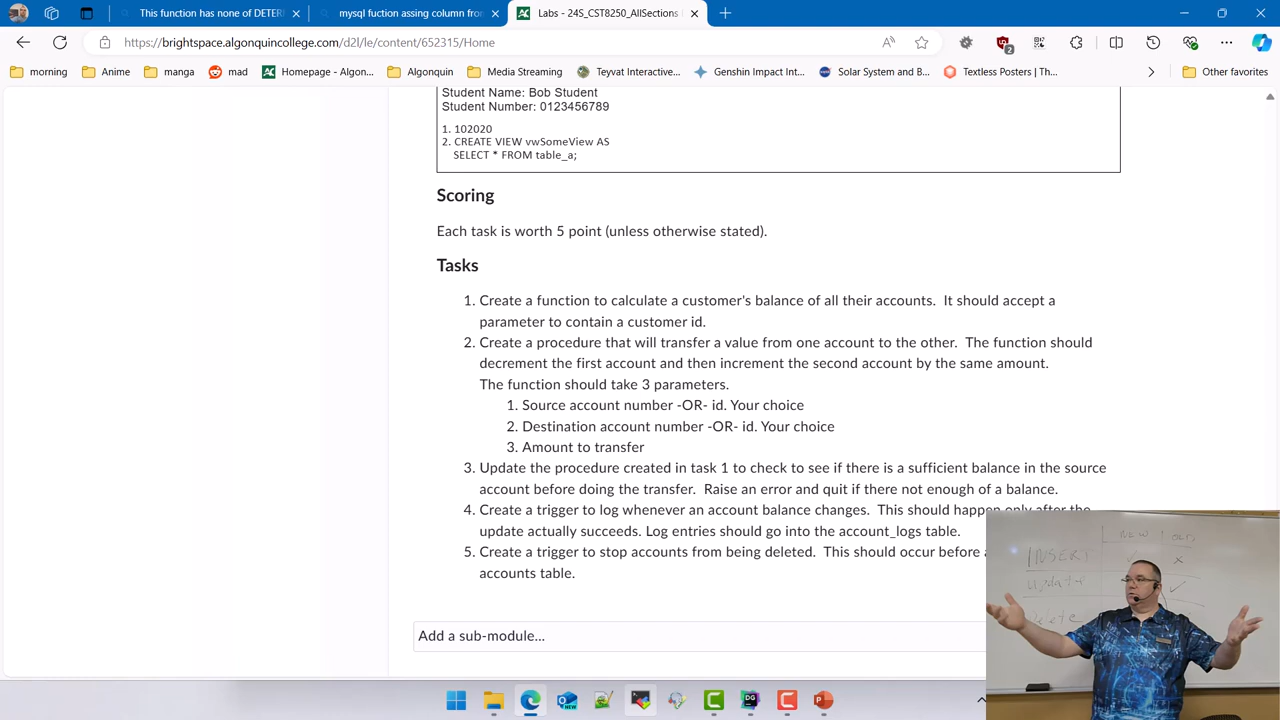 This function has none of DETER
mysql fuction assing column from
Labs - 24S_CST8250_AllSections
https://brightspace.algonquincollege.com/d2l/le/content/652315/Home
2
morning
Anime
manga
mad
Homepage - Algon...
Algonquin
Media Streaming
Teyvat Interactive...
Genshin Impact Int...
Solar System and B...
Textless Posters | Th...
Other favorites
Student Name: Bob Student
Student Number: 0123456789
1. 102020
2. CREATE VIEW vwSomeView AS
SELECT * FROM table_a;
Scoring
Each task is worth 5 point (unless otherwise stated).
Tasks
1. Create a function to calculate a customer's balance of all their accounts. It should accept a
parameter to contain a customer id.
2. Create a procedure that will transfer a value from one account to the other. The function should
decrement the first account and then increment the second account by the same amount.
The function should take 3 parameters.
1. Source account number -OR- id. Your choice
2. Destination account number -OR- id. Your choice
3. Amount to transfer
3. Update the procedure created in task 1 to check to see if there is a sufficient balance in the source
account before doing the transfer. Raise an error and quit if there not enough of a balance.
4. Create a trigger to log whenever an account balance changes. This should happen only after the
update actually succeeds. Log entries should go into the account_logs table.
5. Create a trigger to stop accounts from being deleted. This should occur before
accounts table.
Add a sub-module...
NEW
INSERT
update